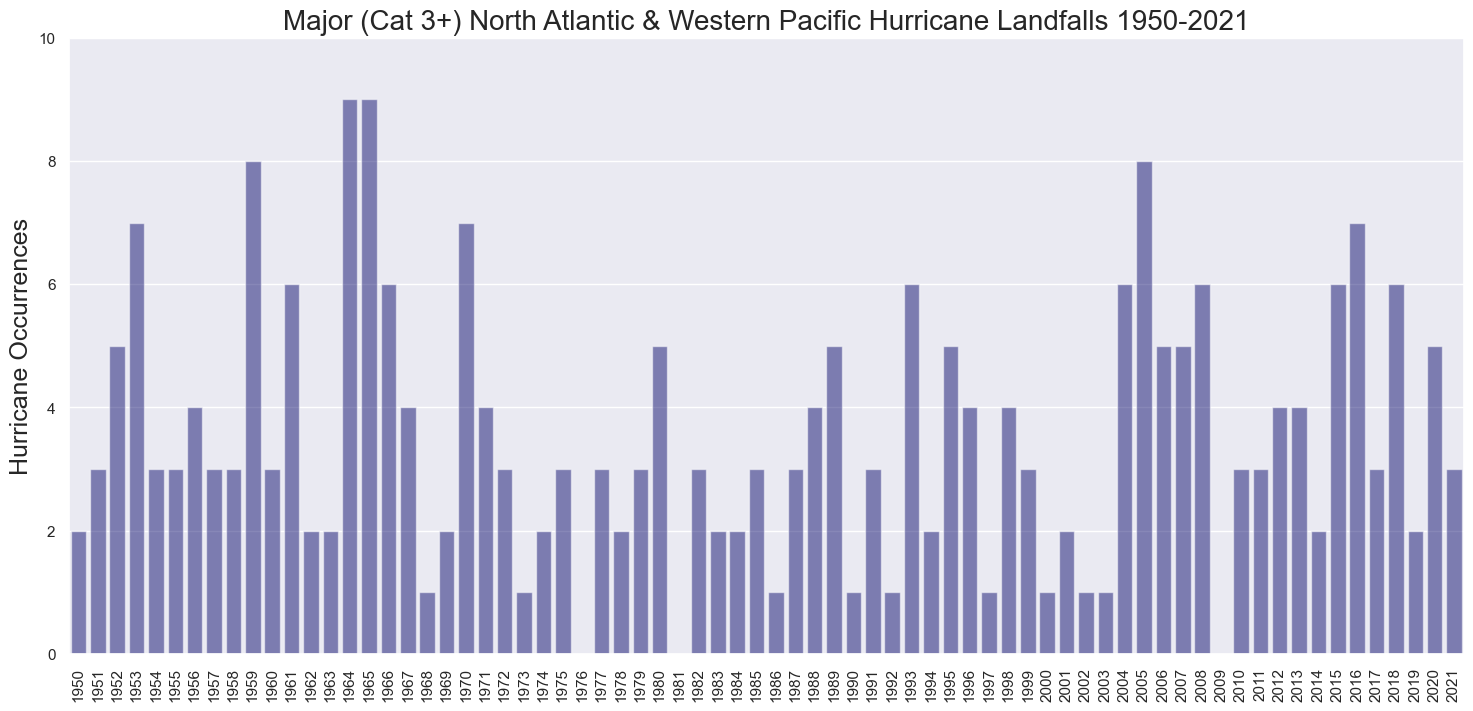 Major (Cat 3+) North Atlantic & Western Pacific Hurricane Landfalls 1950-2021
10
8
6
4
2
0
Hurricane Occurrences
1950 1951 1952 1953 1954 1955 1956 1957 1958 1959 1960 1961 1962 1963 1964 1965 1966 1967 1968 1969 1970 1971 1972 1973 1974 1975 1976 1977 1978 1979 1980 1981 1982 1983 1984 1985 1986 1987 1988 1989 1990 1991 1992 1993 1994 1995 1996 1997 1998 1999 2000 2001 2002 2003 2004 2005 2006 2007 2008 2009 2010 2011 2012 2013 2014 2015 2016 2017 2018 2019 2020 2021